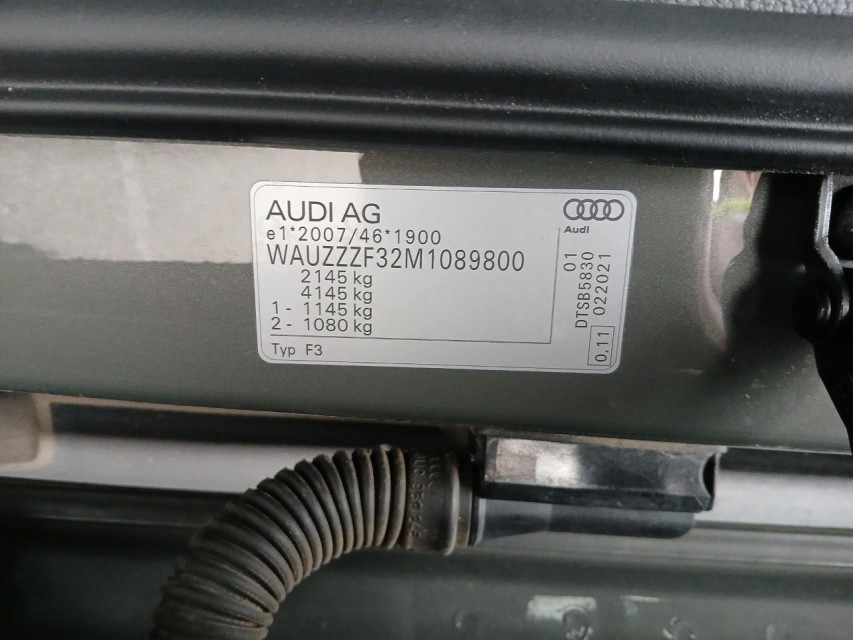 AUDI AG
e1*2007/46*1900
WAUZZZF32M1089800
2145 kg
4145 kg
1 - 1145 kg
2 - 1080 kg
Typ F3
Audi
DTSB5830 01
022021
0,11